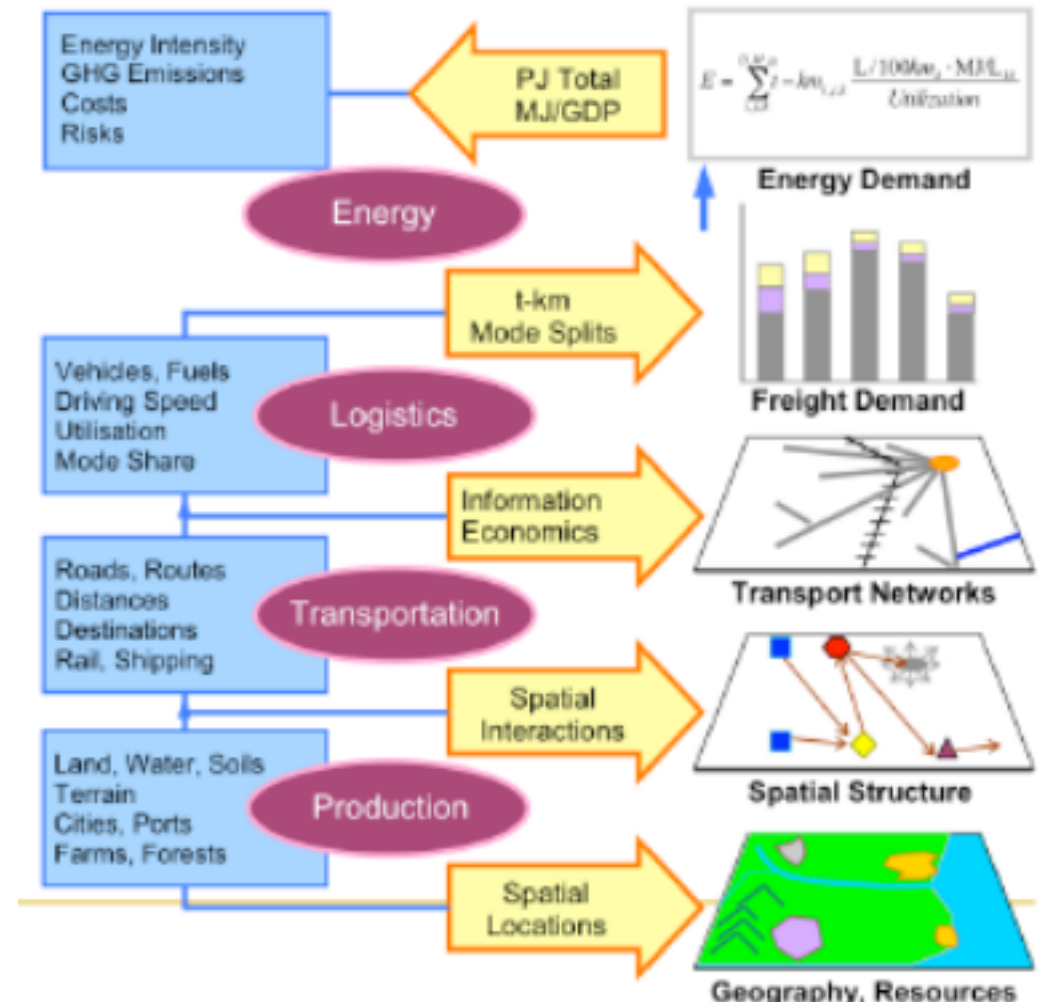 Energy Intensity
GHG Emissions
Costs
Risks
PJ Total
MJ/GDP
L/100km · MJ/L
Utilization
Energy Demand
Energy
t-km
Mode Splits
Freight Demand
Vehicles, Fuels
Driving Speed
Utilisation
Mode Share
Logistics
Information
Economics
Transport Networks
Roads, Routes
Distances
Destinations
Rail, Shipping
Transportation
Spatial
Interactions
Spatial Structure
Land, Water, Soils
Terrain
Cities, Ports
Farms, Forests
Production
Spatial
Locations
Geography, Resources